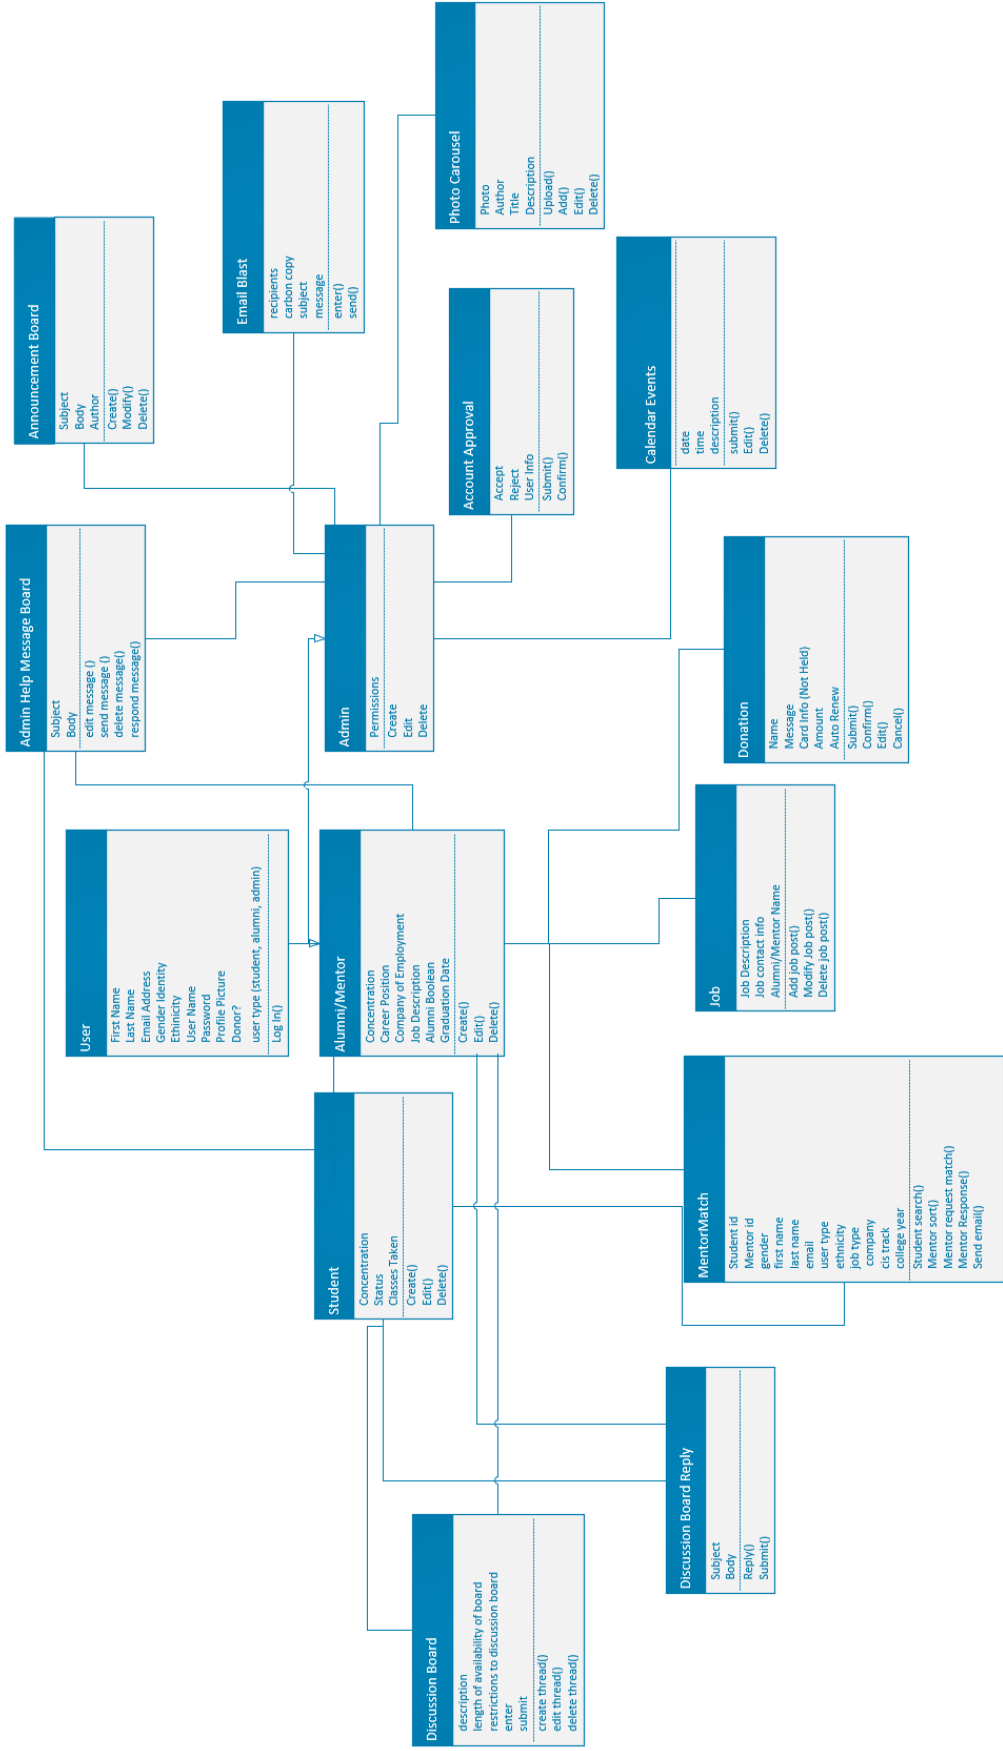 Announcement Board
Subject
Body
Author
Create()
Modify()
Delete()
Email Blast
recipients
carbon copy
subject
message
enter()
send()
Photo Carousel
Photo
Author
Title
Description
Upload()
Add()
Edit()
Delete()
Account Approval
Accept
Reject
User Info
Submit()
Confirm()
Calendar Events
date
time
description
submit()
Edit()
Delete()
Admin Help Message Board
Subject
Body
edit message ()
send message ()
delete message()
respond message()
Admin
Permissions
Create
Edit
Delete
Donation
Name
Message
Card Info (Not Held)
Amount
Auto Renew
Submit()
Confirm()
Edit()
Cancel()
User
First Name
Last Name
Email Address
Gender Identity
Ethinicity
User Name
Password
Profile Picture
Donor?
user type (student, alumni, admin)
Log In()
Alumni/Mentor
Concentration
Career Position
Company of Employment
Job Description
Alumni Boolean
Graduation Date
Create()
Edit()
Delete()
Job
Job Description
Job contact info
Alumni/Mentor Name
Add job post()
Modify Job post()
Delete job post()
Student
Concentration
Status
Classes Taken
Create()
Edit()
Delete()
MentorMatch
Student id
Mentor id
gender
first name
last name
email
user type
ethnicity
job type
company
cis track
college year
Student search()
Mentor sort()
Mentor request match()
Mentor Response()
Send email()
Discussion Board
description
length of availability of board
restrictions to discussion board
enter
submit
create thread()
edit thread()
delete thread()
Discussion Board Reply
Subject
Body
Reply()
Submit()